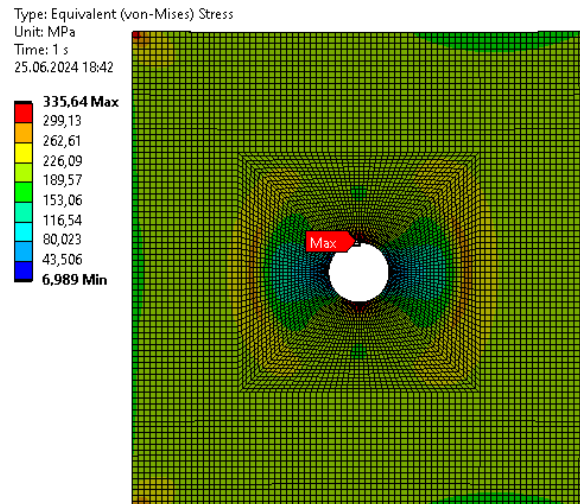 Type: Equivalent (von-Mises) Stress
Unit: MPa
Time: 1 s
25.06.2024 18:42
335,64 Max
299,13
262,61
226,09
189,57
153,06
116,54
80,023
43,506
6,989 Min
Max